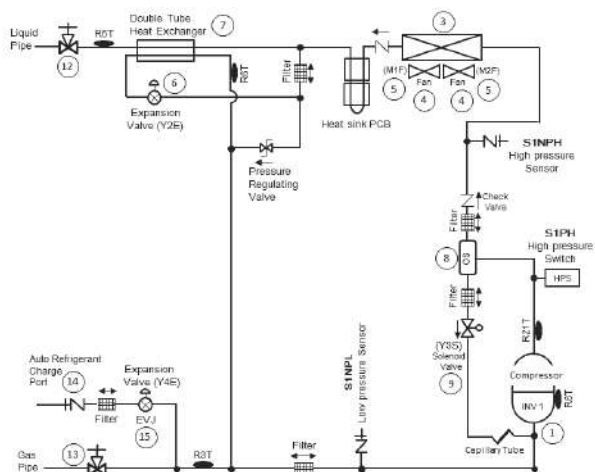 Liquid
Pipe
12
R5T
Double Tube
Heat Exchanger
7
R6T
6
Expansion
Valve (Y2E)
Filter
Heat sink PCB
Pressure
Regulating
Valve
3
(M1F)
Fan
Fan
(M2F)
5
4
4
5
S1NPH
High pressure
Sensor
Check
Valve
Filter
S1PH
High pressure
Switch
HPS
8
OS
Filter
(Y3S)
Solenoid
Valve
9
R21T
Compressor
INV 1
R8T
1
Capillary Tube
S1NPL
Low pressure Sensor
Auto Refrigerant
Charge
Port
14
Filter
Expansion
Valve (Y4E)
EVJ
15
Gas
Pipe
13
R3T
Filter